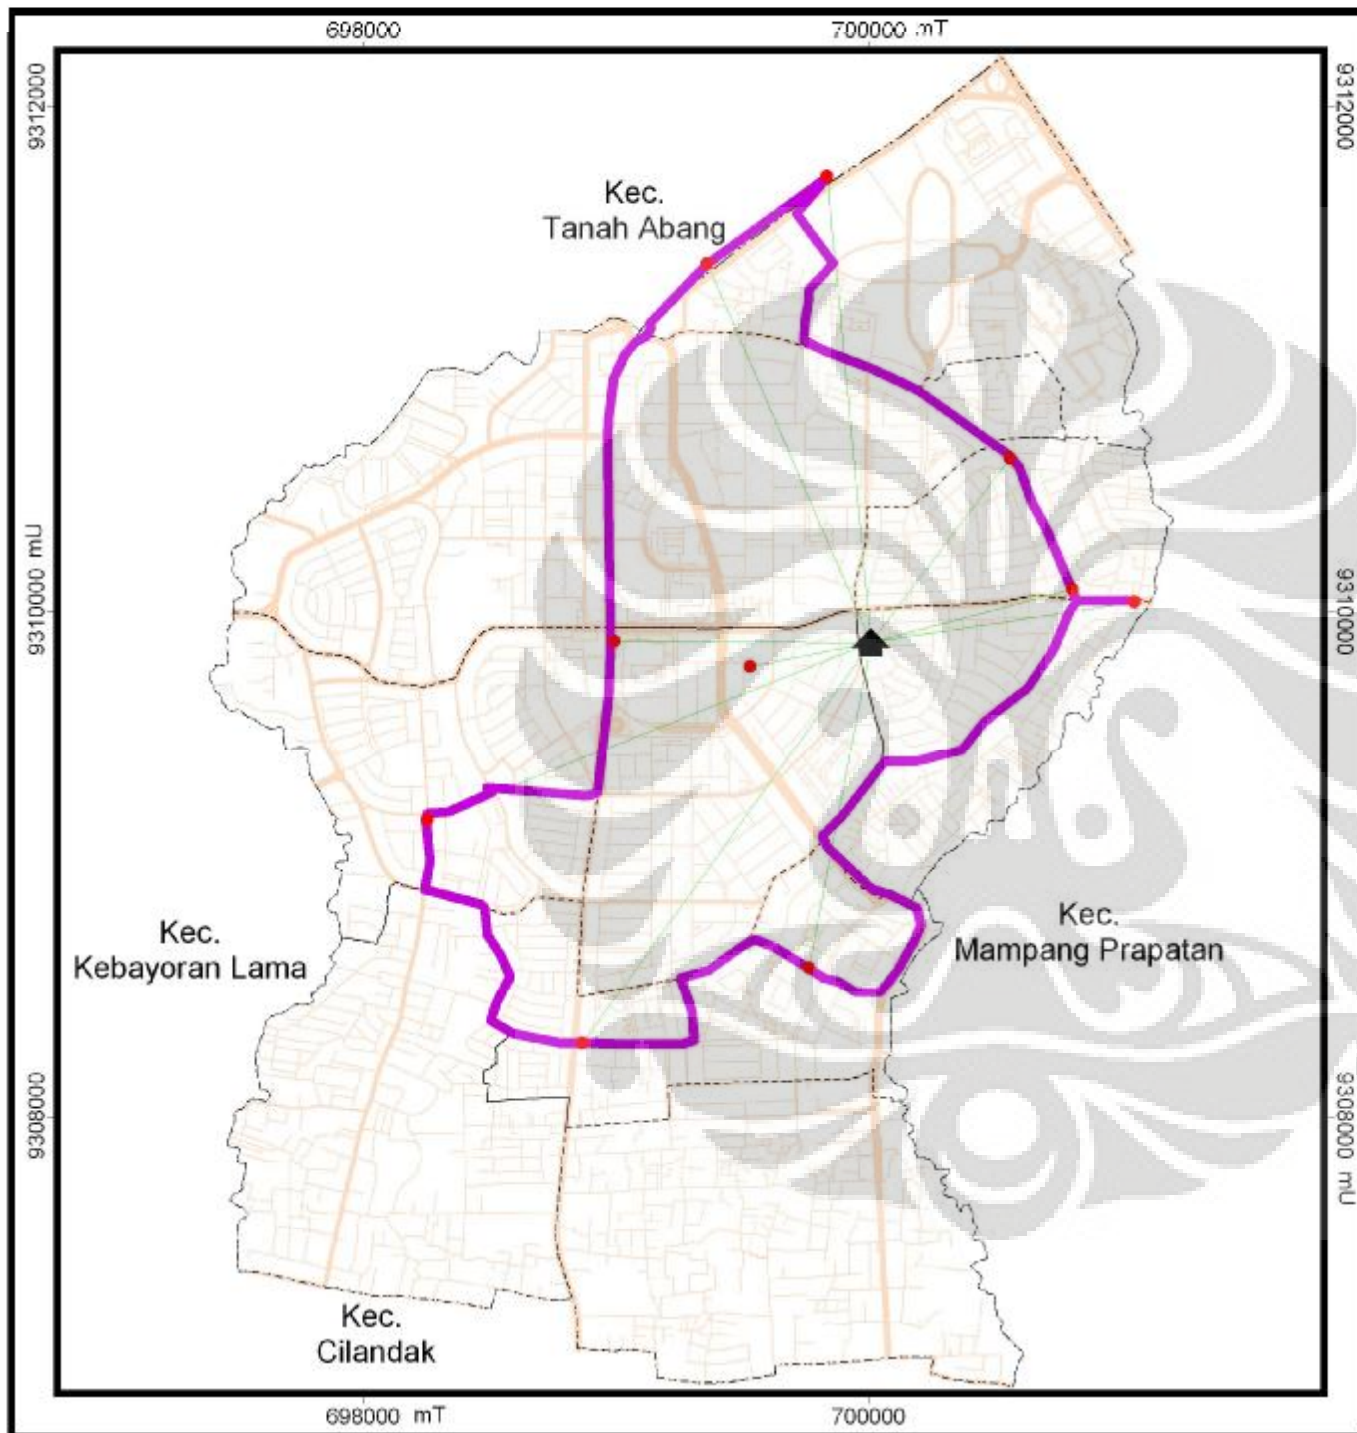 698000
700000 mT
9312000
9312000
Kec.
Tanah Abang
9310000 mU
9310000
Kec.
Kebayoran Lama
Kec.
Mampang Prapatan
9308000
9308000 mU
Kec.
Cilandak
698000 mT
700000